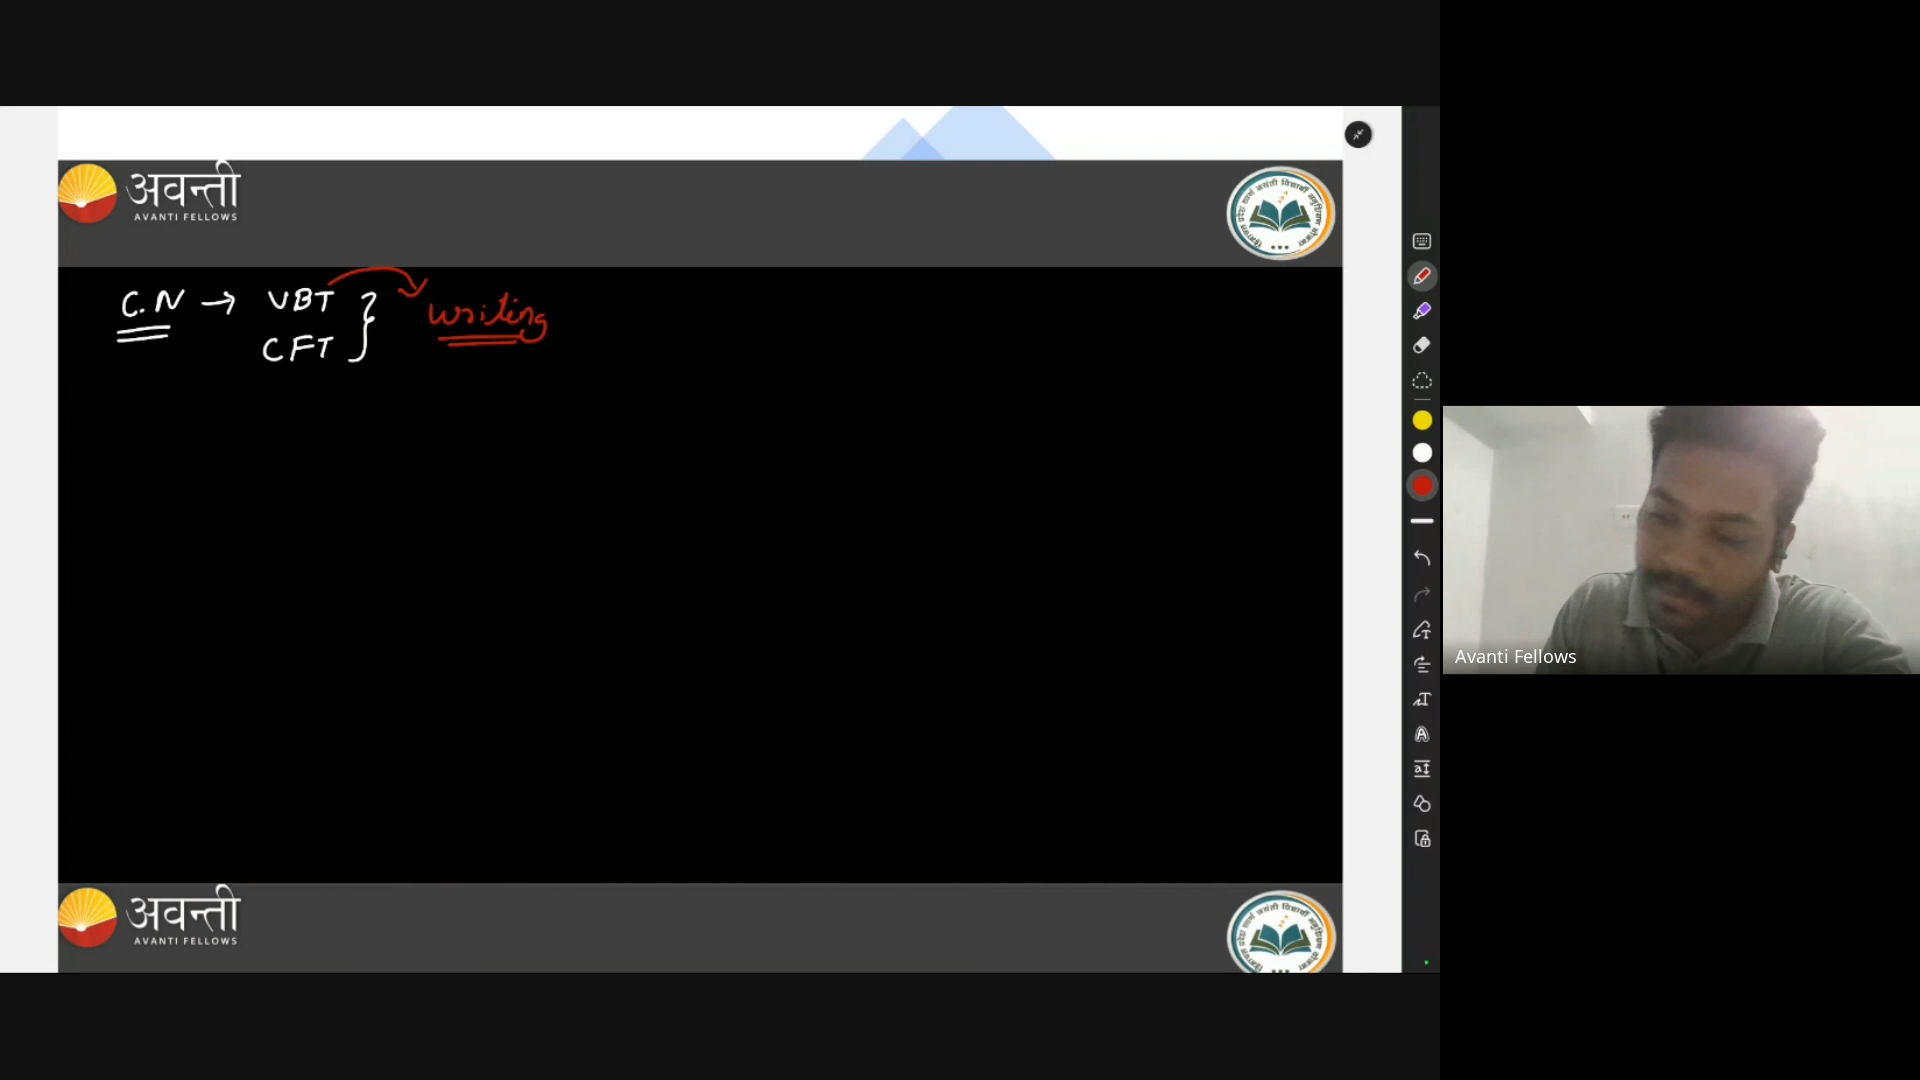 अवन्ती
AVANTI FELLOWS
C.N → VBT
CFT
writing
Avanti Fellows
अवन्ती
AVANTI FELLOWS